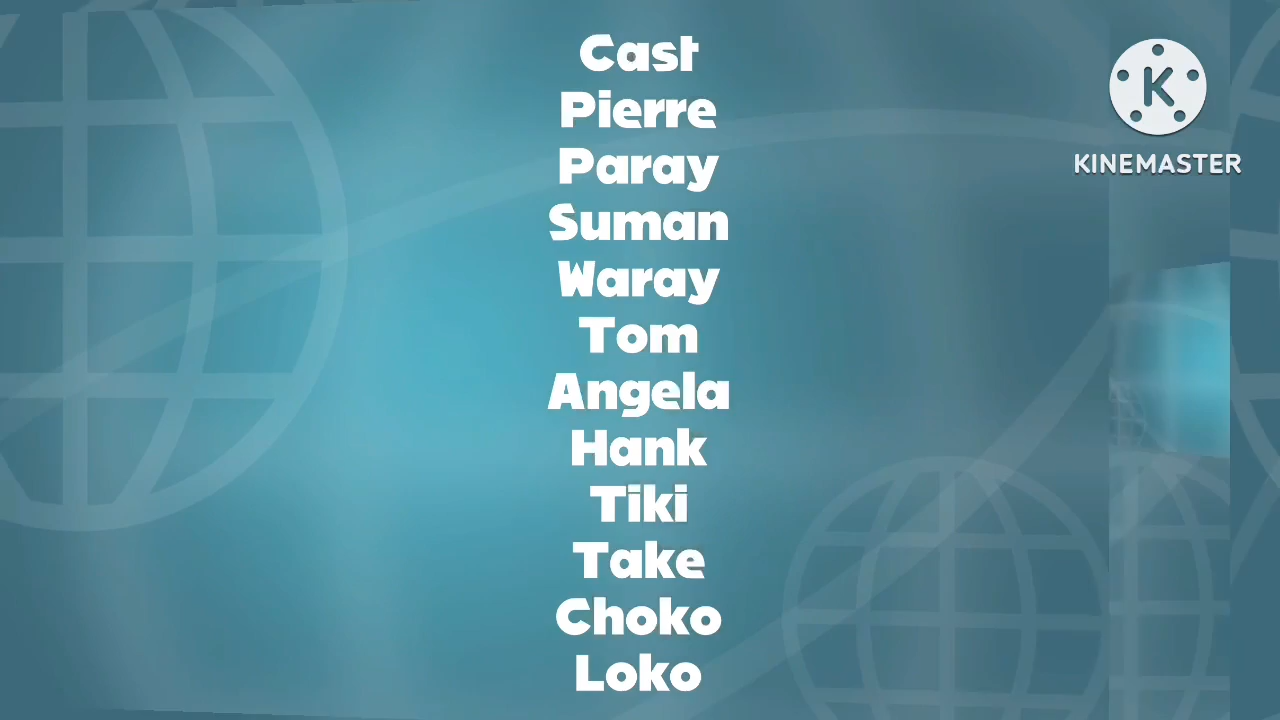 Cast
Pierre
Paray
Suman
Waray
Tom
Angela
Hank
Tiki
Take
Choko
Loko
K
KINEMASTER